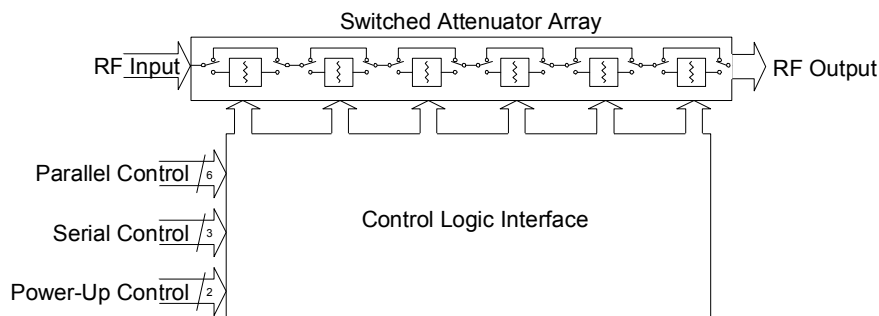 Switched Attenuator Array
RF Input
RF Output
Parallel Control
6
Control Logic Interface
Serial Control
3
Power-Up Control
2